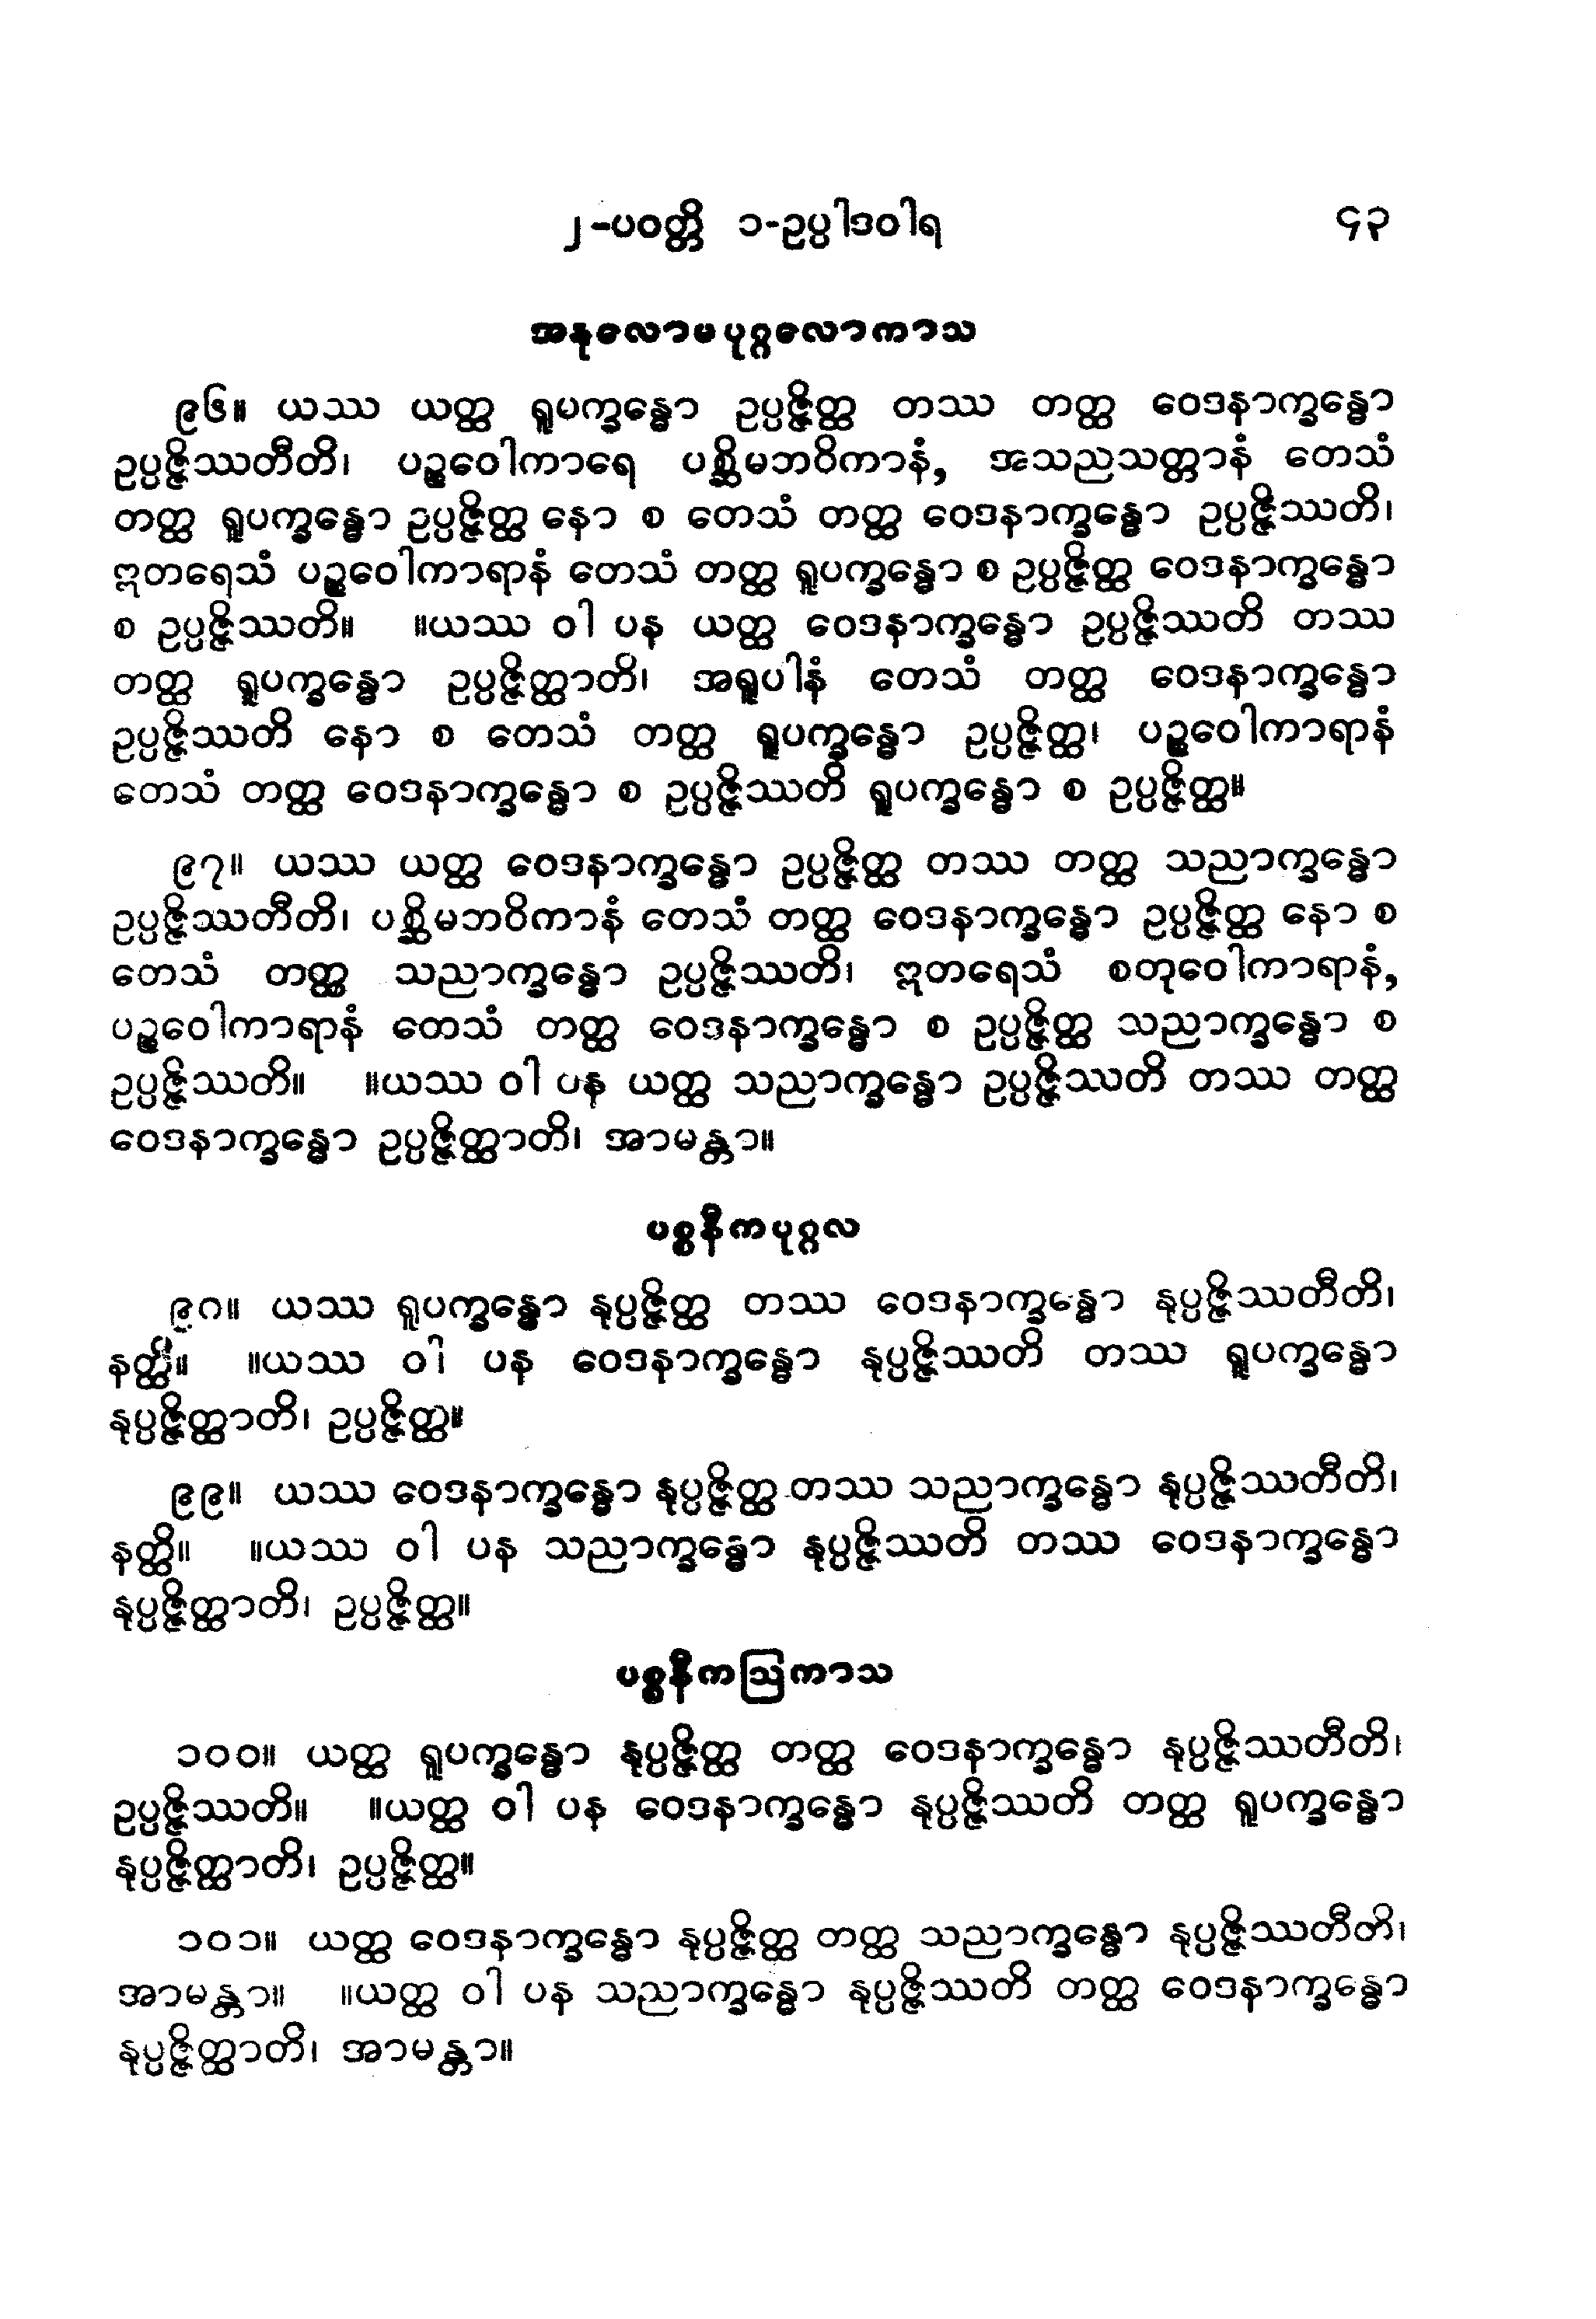 ၂-ပဝတ္တိ ၁-ဥပ္ပါဒဝါရ ၄၃
အနုလောမပုဂ္ဂလောကာသ
၉၆။ ယဿ ယတ္ထ ရူပက္ခန္ဓော ဥပ္ပဇ္ဇိတ္ထ တဿ တတ္ထ ဝေဒနာက္ခန္ဓော
ဥပ္ပဇ္ဇိဿတီတိ၊ ပဉ္စဝေါကာရေ ပစ္ဆိမဘဝိကာနံ, အသညသတ္တာနံ တေသံ
တတ္ထ ရူပက္ခန္ဓော ဥပ္ပဇ္ဇိတ္ထ နော စ တေသံ တတ္ထ ဝေဒနာက္ခန္ဓော ဥပ္ပဇ္ဇိဿတိ၊
ဣတရေသံ ပဉ္စဝေါကာရာနံ တေသံ တတ္ထ ရူပက္ခန္ဓော စ ဥပ္ပဇ္ဇိတ္ထ ဝေဒနာက္ခန္ဓော
စ ဥပ္ပဇ္ဇိဿတိ။ ။ယဿ ဝါ ပန ယတ္ထ ဝေဒနာက္ခန္ဓော ဥပ္ပဇ္ဇိဿတိ တဿ
တတ္ထ ရူပက္ခန္ဓော ဥပ္ပဇ္ဇိတ္ထာတိ၊ အရူပါနံ တေသံ တတ္ထ ဝေဒနာက္ခန္ဓော
ဥပ္ပဇ္ဇိဿတိ နော စ တေသံ တတ္ထ ရူပက္ခန္ဓော ဥပ္ပဇ္ဇိတ္ထ၊ ပဉ္စဝေါကာရာနံ
တေသံ တတ္ထ ဝေဒနာက္ခန္ဓော စ ဥပ္ပဇ္ဇိဿတိ ရူပက္ခန္ဓော စ ဥပ္ပဇ္ဇိတ္ထ။
၉၇။ ယဿ ယတ္ထ ဝေဒနာက္ခန္ဓော ဥပ္ပဇ္ဇိတ္ထ တဿ တတ္ထ သညာက္ခန္ဓော
ဥပ္ပဇ္ဇိဿတီတိ၊ ပစ္ဆိမဘဝိကာနံ တေသံ တတ္ထ ဝေဒနာက္ခန္ဓော ဥပ္ပဇ္ဇိတ္ထ နော စ
တေသံ တတ္ထ သညာက္ခန္ဓော ဥပ္ပဇ္ဇိဿတိ၊ ဣတရေသံ စတုဝေါကာရာနံ,
ပဉ္စဝေါကာရာနံ တေသံ တတ္ထ ဝေဒနာက္ခန္ဓော စ ဥပ္ပဇ္ဇိတ္ထ သညာက္ခန္ဓော စ
ဥပ္ပဇ္ဇိဿတိ။ ။ယဿ ဝါ ပန ယတ္ထ သညာက္ခန္ဓော ဥပ္ပဇ္ဇိဿတိ တဿ တတ္ထ
ဝေဒနာက္ခန္ဓော ဥပ္ပဇ္ဇိတ္ထာတိ၊ အာမန္တာ။
ပစ္စနီကပုဂ္ဂလ
၉၈။ ယဿ ရူပက္ခန္ဓော နုပ္ပဇ္ဇိတ္ထ တဿ ဝေဒနာက္ခန္ဓော နုပ္ပဇ္ဇိဿတီတိ၊
နတ္ထိ။ ။ယဿ ဝါ ပန ဝေဒနာက္ခန္ဓော နုပ္ပဇ္ဇိဿတိ တဿ ရူပက္ခန္ဓော
နုပ္ပဇ္ဇိတ္ထာတိ၊ ဥပ္ပဇ္ဇိတ္ထ။
၉၉။ ယဿ ဝေဒနာက္ခန္ဓော နုပ္ပဇ္ဇိတ္ထ တဿ သညာက္ခန္ဓော နုပ္ပဇ္ဇိဿတီတိ၊
နတ္ထိ။ ။ယဿ ဝါ ပန သညာက္ခန္ဓော နုပ္ပဇ္ဇိဿတိ တဿ ဝေဒနာက္ခန္ဓော
နုပ္ပဇ္ဇိတ္ထာတိ၊ ဥပ္ပဇ္ဇိတ္ထ။
ပစ္စနီကဩကာသ
၁၀၀။ ယတ္ထ ရူပက္ခန္ဓော နုပ္ပဇ္ဇိတ္ထ တတ္ထ ဝေဒနာက္ခန္ဓော နုပ္ပဇ္ဇိဿတီတိ၊
ဥပ္ပဇ္ဇိဿတိ။ ။ယတ္ထ ဝါ ပန ဝေဒနာက္ခန္ဓော နုပ္ပဇ္ဇိဿတိ တတ္ထ ရူပက္ခန္ဓော
နုပ္ပဇ္ဇိတ္ထာတိ၊ ဥပ္ပဇ္ဇိတ္ထ။
၁၀၁။ ယတ္ထ ဝေဒနာက္ခန္ဓော နုပ္ပဇ္ဇိတ္ထ တတ္ထ သညာက္ခန္ဓော နုပ္ပဇ္ဇိဿတီတိ၊
အာမန္တာ။ ။ယတ္ထ ဝါ ပန သညာက္ခန္ဓော နုပ္ပဇ္ဇိဿတိ တတ္ထ ဝေဒနာက္ခန္ဓော
နုပ္ပဇ္ဇိတ္ထာတိ၊ အာမန္တာ။